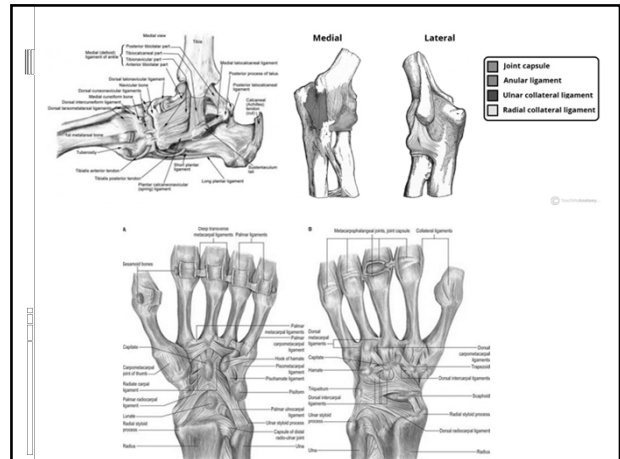 Medial view
Posterior tibiotalar part
Tibiocalcaneal part
Tibionavicular part
Anterior tibiotalar part
Medial (deltoid)
ligament of ankle
Tibia
Medial talocalcaneal ligament
Posterior process of talus
Posterior talocalcaneal
ligament
Calcaneal
(Achilles)
tendon
(cut)
Dorsal talonavicular ligament
Navicular bone
Dorsal cuneonavicular ligaments
Medial cuneiform bone
Dorsal intercuneiform ligament
Dorsal tarsometatarsal ligaments
metatarsal bone
Tuberosity
Tibialis anterior tendon
Tibialis posterior tendon
Short plantar
ligament
Plantar calcaneonavicular
(spring) ligament
Long plantar ligament
Sustentaculum
tali
Medial
Lateral
Joint capsule
Anular ligament
Ulnar collateral ligament
Radial collateral ligament
A
Deep transverse
metacarpal ligaments
Palmar ligaments
Sesamoid bones
Palmar
metacarpal ligaments
Palmar
carpometacarpal
ligament
Capitate
Hook of hamate
Carpometacarpal
joint of thumb
Pisometacarpal
ligament
Pisohamate ligament
Radiate carpal
ligament
Pisiform
Palmar radiocarpal
ligament
Palmar ulnocarpal
ligament
Lunate
Radial styloid
process
Ulnar styloid process
Capsule of distal
radio-ulnar joint
Radius
Ulna
B
Metacarpophalangeal joints, joint capsule
Collateral ligaments
Dorsal
metacarpal
ligaments
Dorsal
carpometacarpal
ligaments
Capitate
Trapezoid
Hamate
Dorsal intercarpal ligaments
Triquetrum
Scaphoid
Dorsal intercarpal
ligaments
Ulnar styloid
process
Radial styloid process
Dorsal radiocarpal ligament
Ulna
Radius